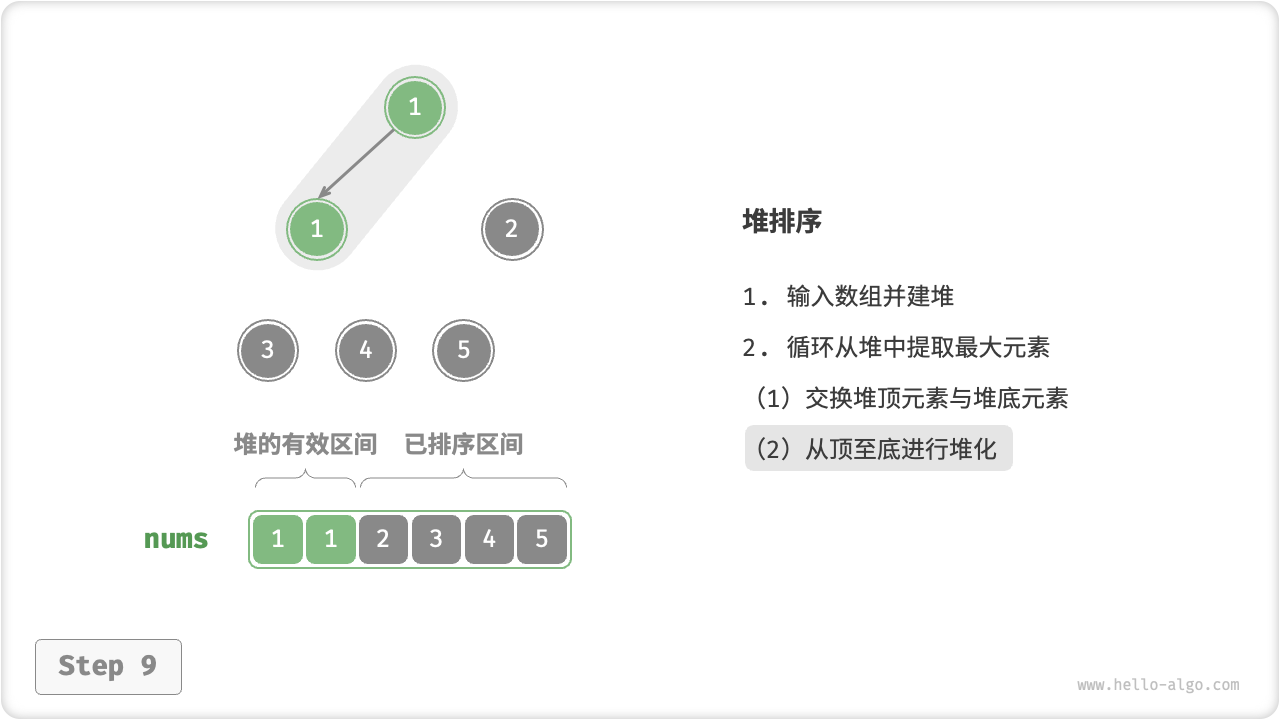 1
1
2
3 4 5
堆的有效区间 已排序区间
nums 1 1 2 3 4 5
堆排序
1. 输入数组并建堆
2. 循环从堆中提取最大元素
（1）交换堆顶元素与堆底元素
（2）从顶至底进行堆化
Step 9
www.hello-algo.com